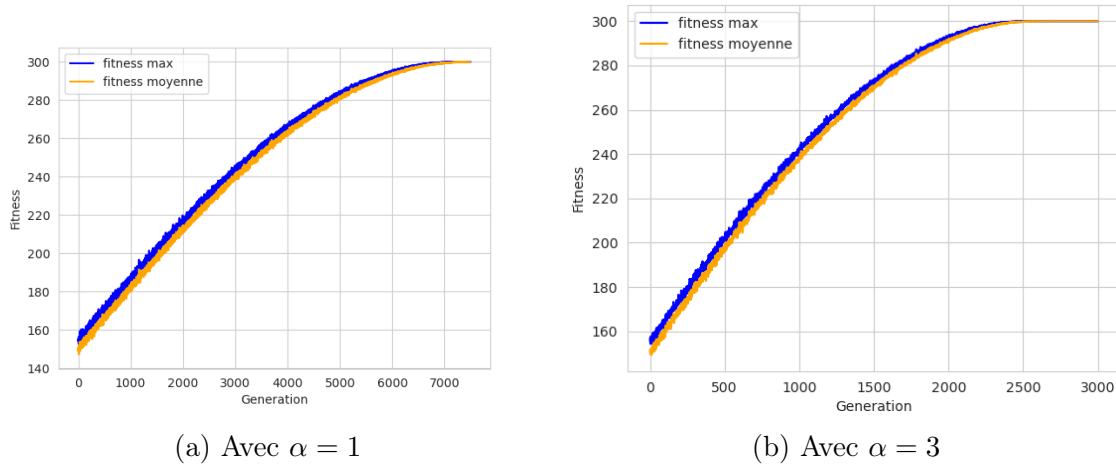 fitness max
fitness moyenne
300
280
260
240
220
200
180
160
140
Fitness
0 1000 2000 3000 4000 5000 6000 7000
Generation
(a) Avec α = 1
fitness max
fitness moyenne
300
280
260
240
220
200
180
160
Fitness
0 500 1000 1500 2000 2500 3000
Generation
(b) Avec α = 3